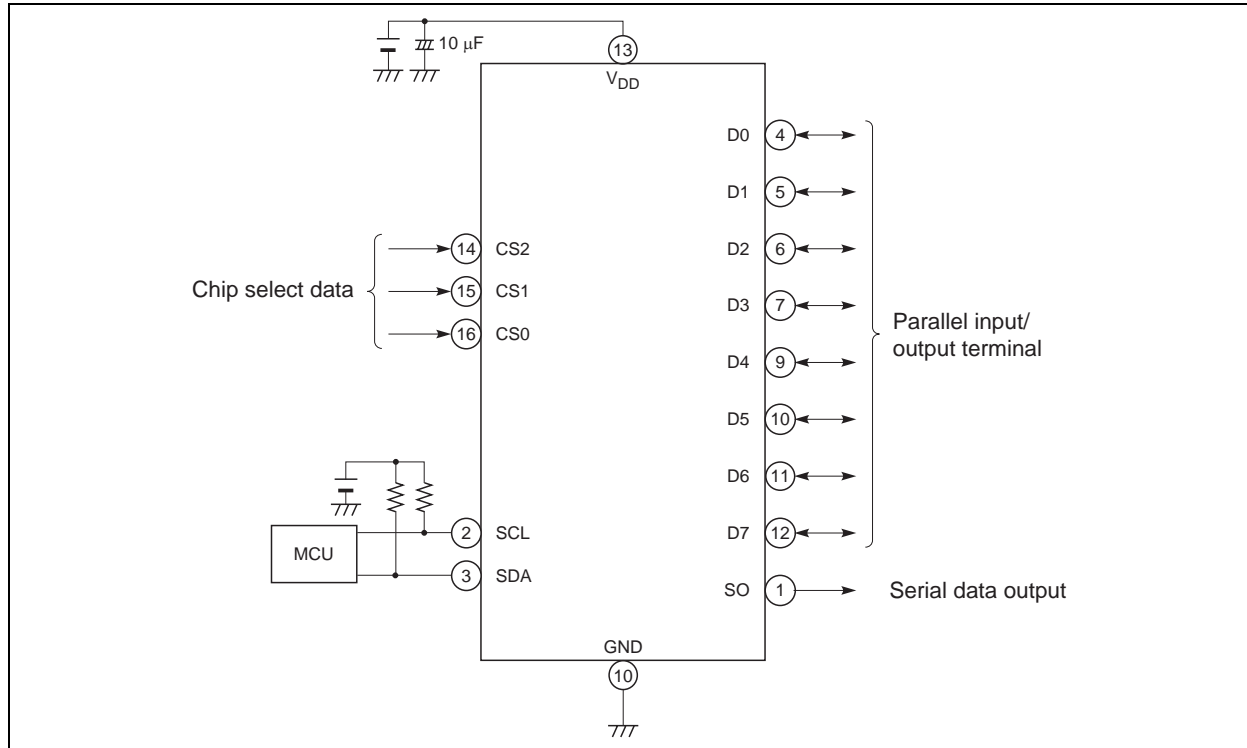 10 μF
13
VDD
D0 4
D1 5
14 CS2
D2 6
Chip select data
15 CS1
D3 7
16 CS0
Parallel input/
output terminal
D4 9
D5 10
D6 11
2 SCL
D7 12
MCU
3 SDA
SO 1
Serial data output
GND
10